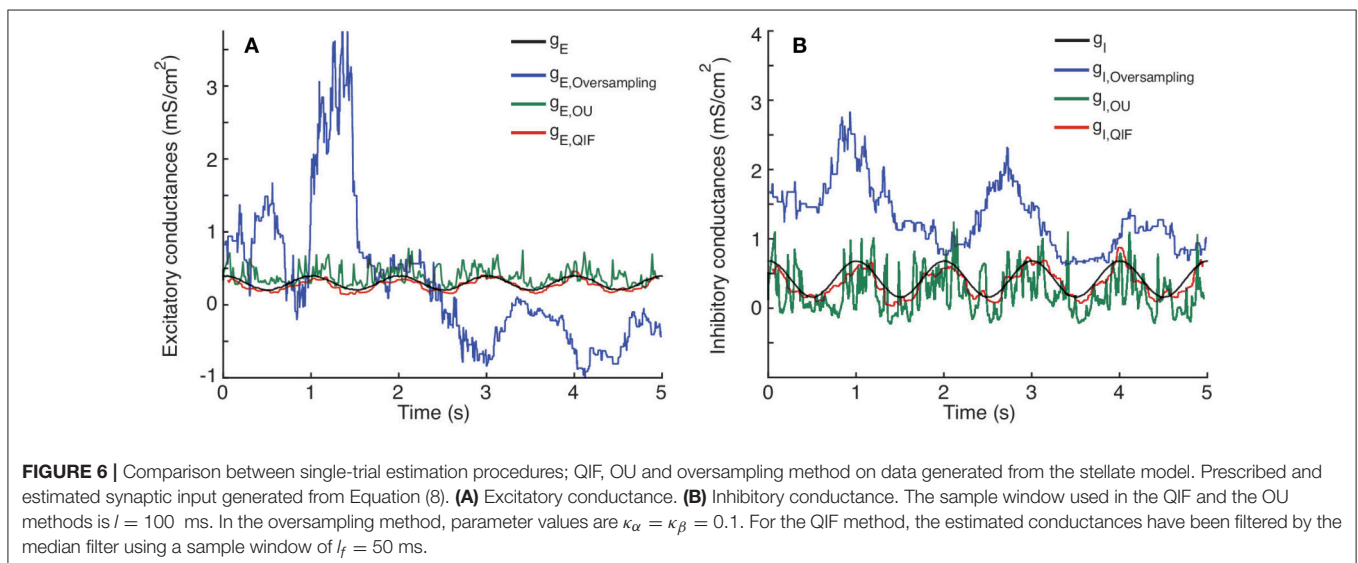 A
g_E
g_E,Oversampling
g_E,OU
g_E,QIF
Excitatory conductances (mS/cm²)
3
2
1
0
-1
0 1 2 3 4 5
Time (s)
B
g_I
g_I,Oversampling
g_I,OU
g_I,QIF
Inhibitory conductances (mS/cm²)
4
3
2
1
0
0 1 2 3 4 5
Time (s)
FIGURE 6 | Comparison between single-trial estimation procedures; QIF, OU and oversampling method on data generated from the stellate model. Prescribed and
estimated synaptic input generated from Equation (8). (A) Excitatory conductance. (B) Inhibitory conductance. The sample window used in the QIF and the OU
methods is l = 100 ms. In the oversampling method, parameter values are κ_α = κ_β = 0.1. For the QIF method, the estimated conductances have been filtered by the
median filter using a sample window of l_f = 50 ms.